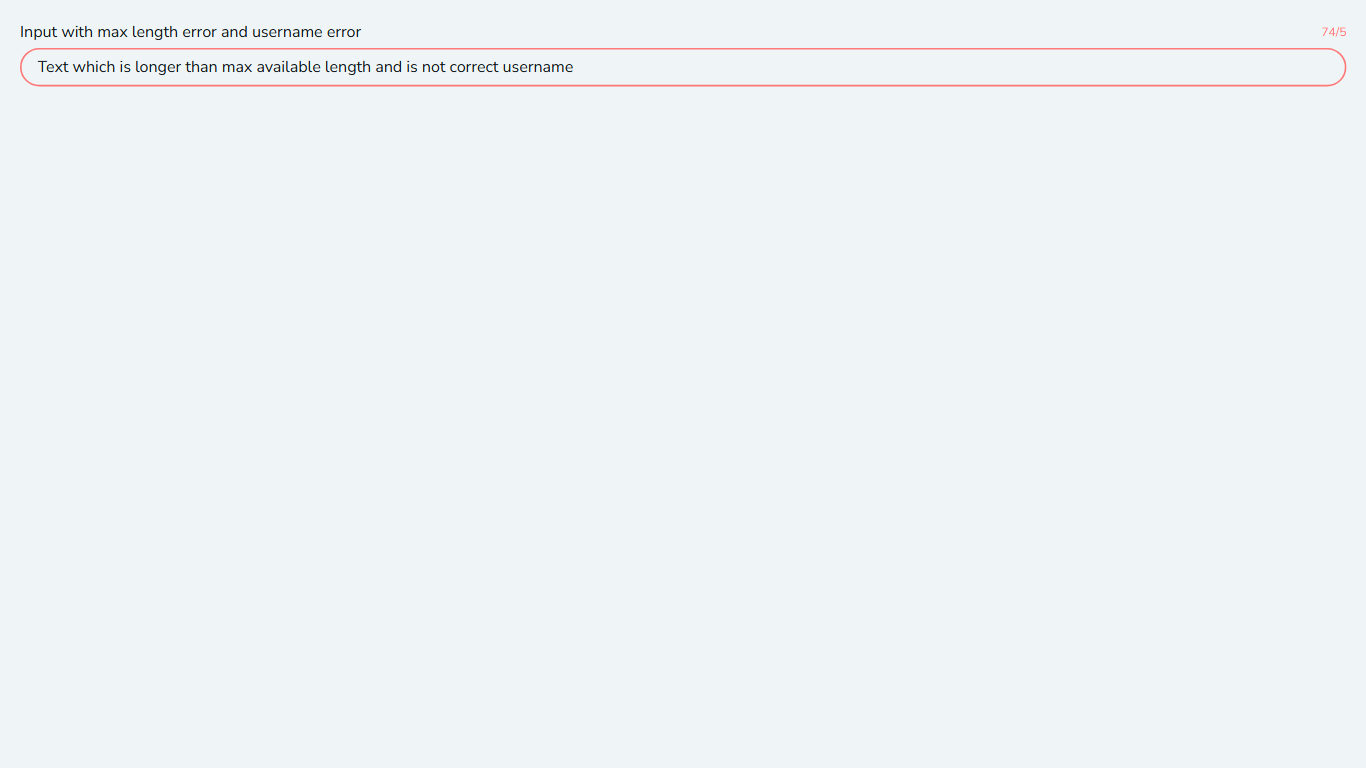 Input with max length error and username error
74/5
Text which is longer than max available length and is not correct username